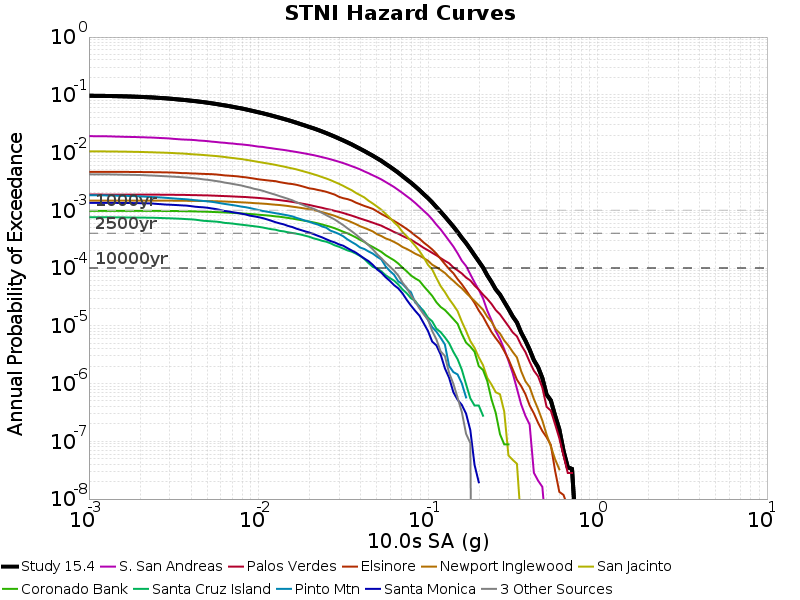 STNI Hazard Curves
Annual Probability of Exceedance
10^0
10^-1
10^-2
10^-3
10^-4
10^-5
10^-6
10^-7
10^-8
1000yr
2500yr
10000yr
10^-3 10^-2 10^-1 10^0 10^1
10.0s SA (g)
Study 15.4 S. San Andreas Palos Verdes Elsinore Newport Inglewood San Jacinto
Coronado Bank Santa Cruz Island Pinto Mtn Santa Monica 3 Other Sources